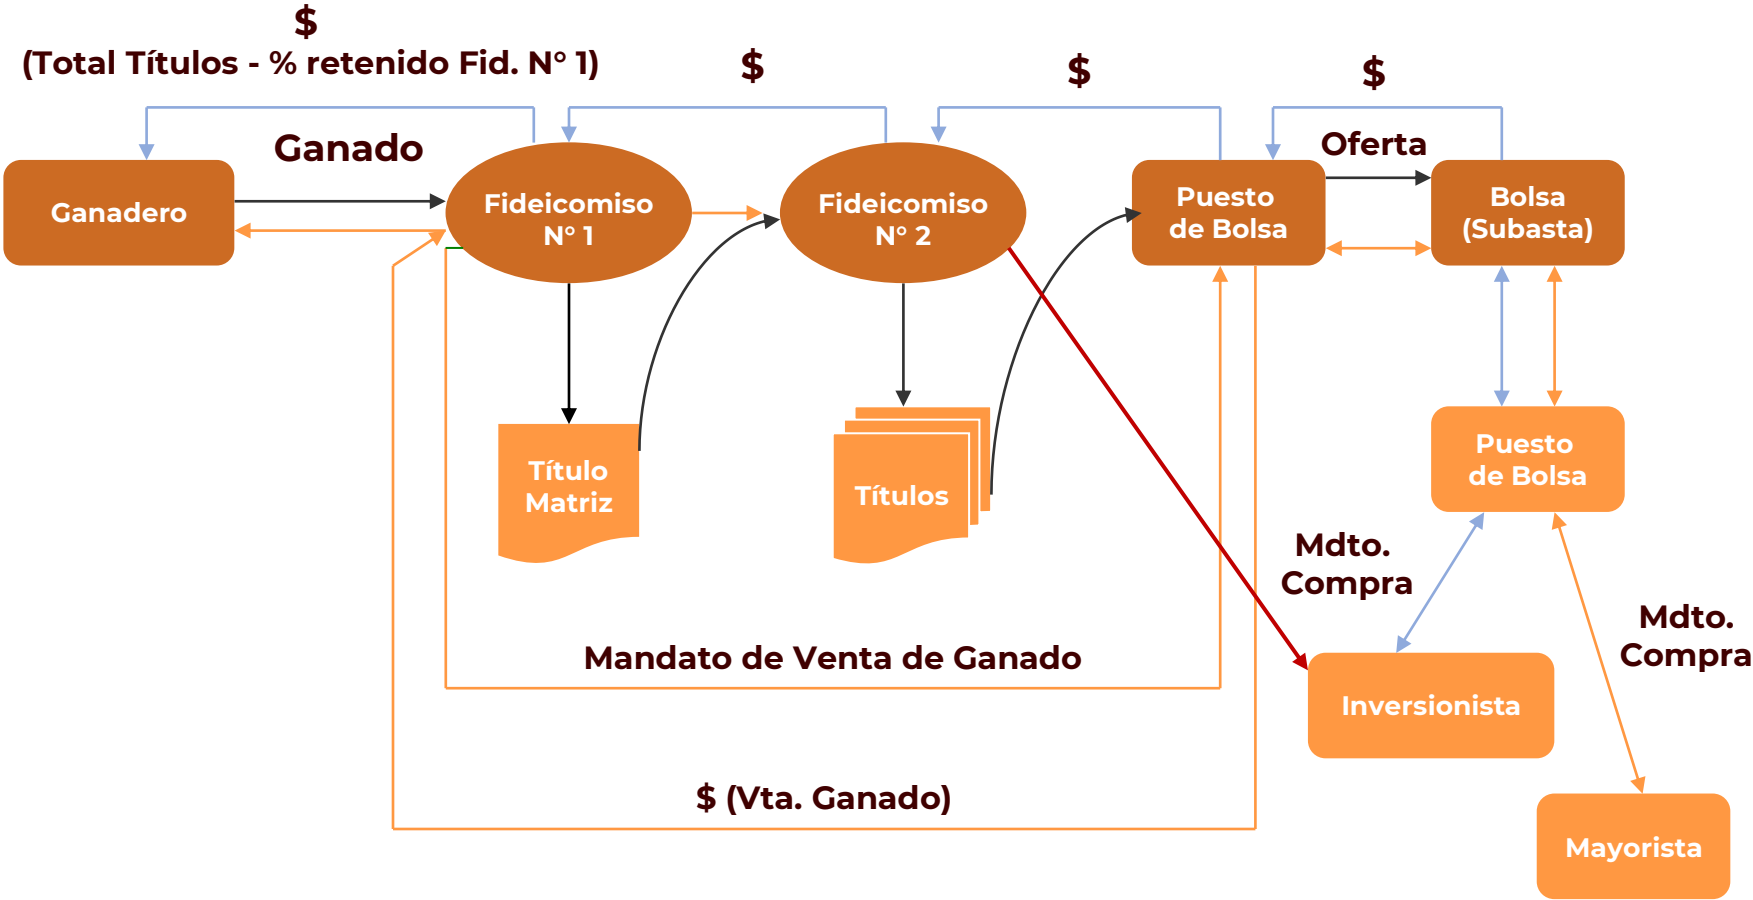 $
(Total Títulos - % retenido Fid. N° 1)
$
$
$
Ganado
Oferta
Ganadero
Fideicomiso
N° 1
Fideicomiso
N° 2
Puesto
de Bolsa
Bolsa
(Subasta)
Título
Matriz
Títulos
Puesto
de Bolsa
Mdto.
Compra
Mdto.
Compra
Mandato de Venta de Ganado
Inversionista
$ (Vta. Ganado)
Mayorista